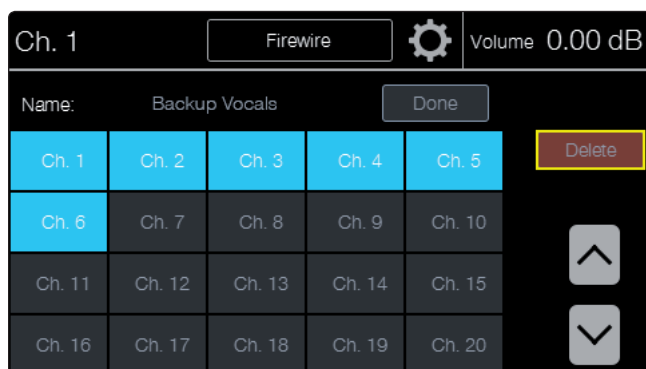 Ch. 1 Firewire Volume 0.00 dB
Name: Backup Vocals Done
Ch. 1 Ch. 2 Ch. 3 Ch. 4 Ch. 5 Delete
Ch. 6 Ch. 7 Ch. 8 Ch. 9 Ch. 10
Ch. 11 Ch. 12 Ch. 13 Ch. 14 Ch. 15
Ch. 16 Ch. 17 Ch. 18 Ch. 19 Ch. 20